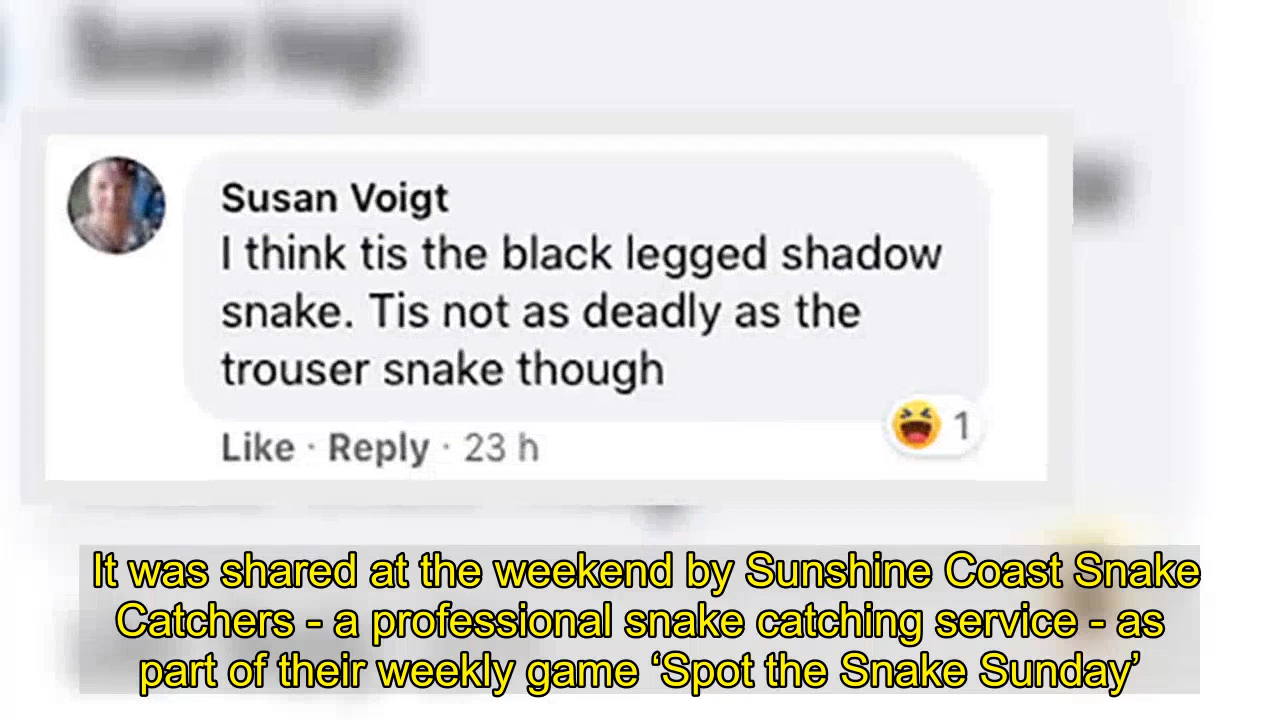 Susan Voigt
I think tis the black legged shadow
snake. Tis not as deadly as the
trouser snake though
Like · Reply · 23 h
1
It was shared at the weekend by Sunshine Coast Snake
Catchers - a professional snake catching service - as
part of their weekly game ‘Spot the Snake Sunday’